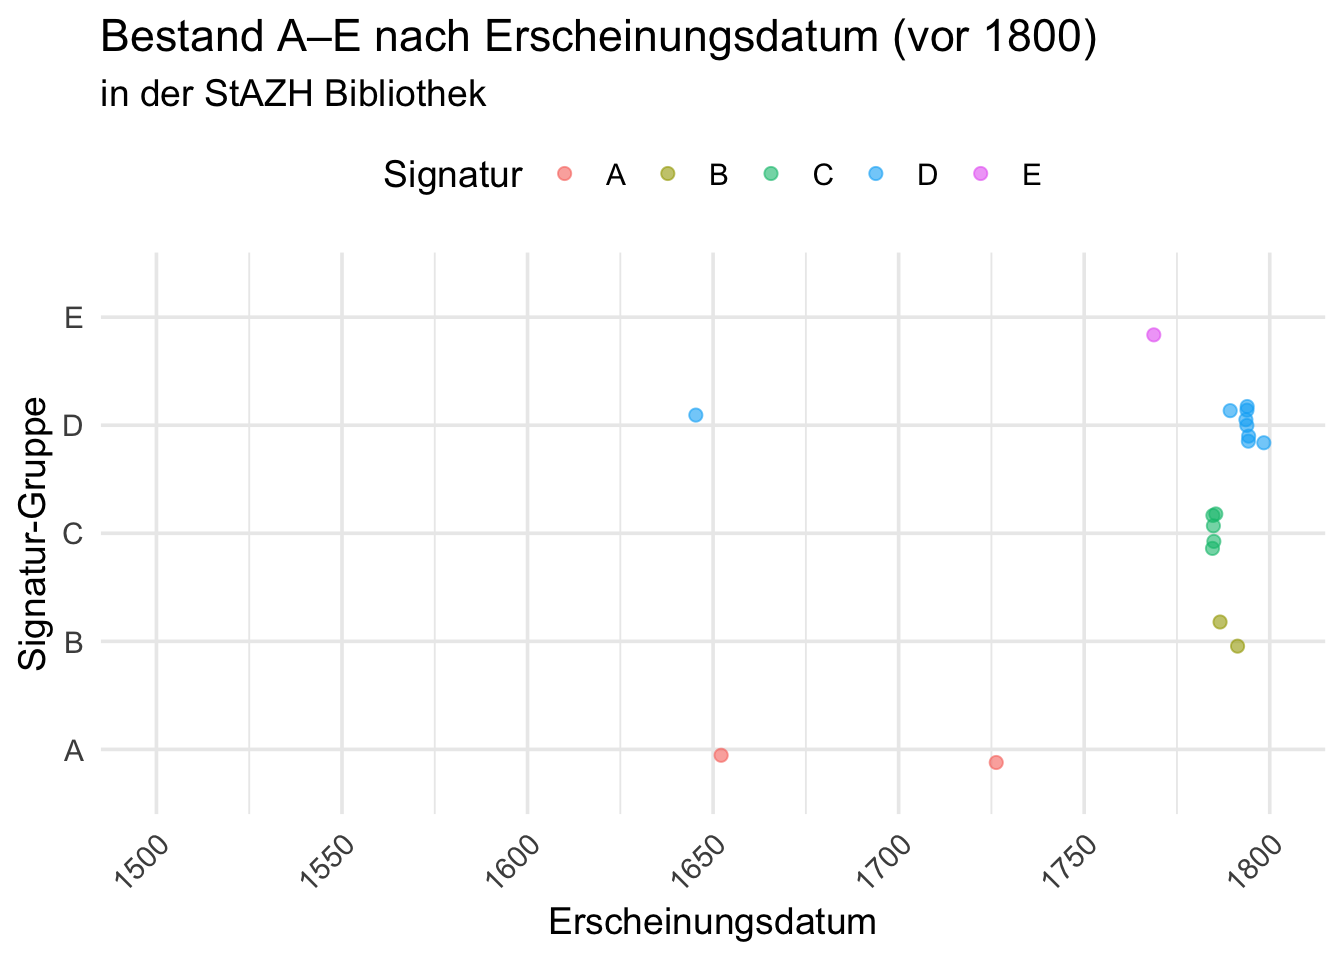 Bestand A–E nach Erscheinungsdatum (vor 1800)
in der StAZH Bibliothek
Signatur A B C D E
Signatur-Gruppe
E
D
C
B
A
1500 1550 1600 1650 1700 1750 1800
Erscheinungsdatum